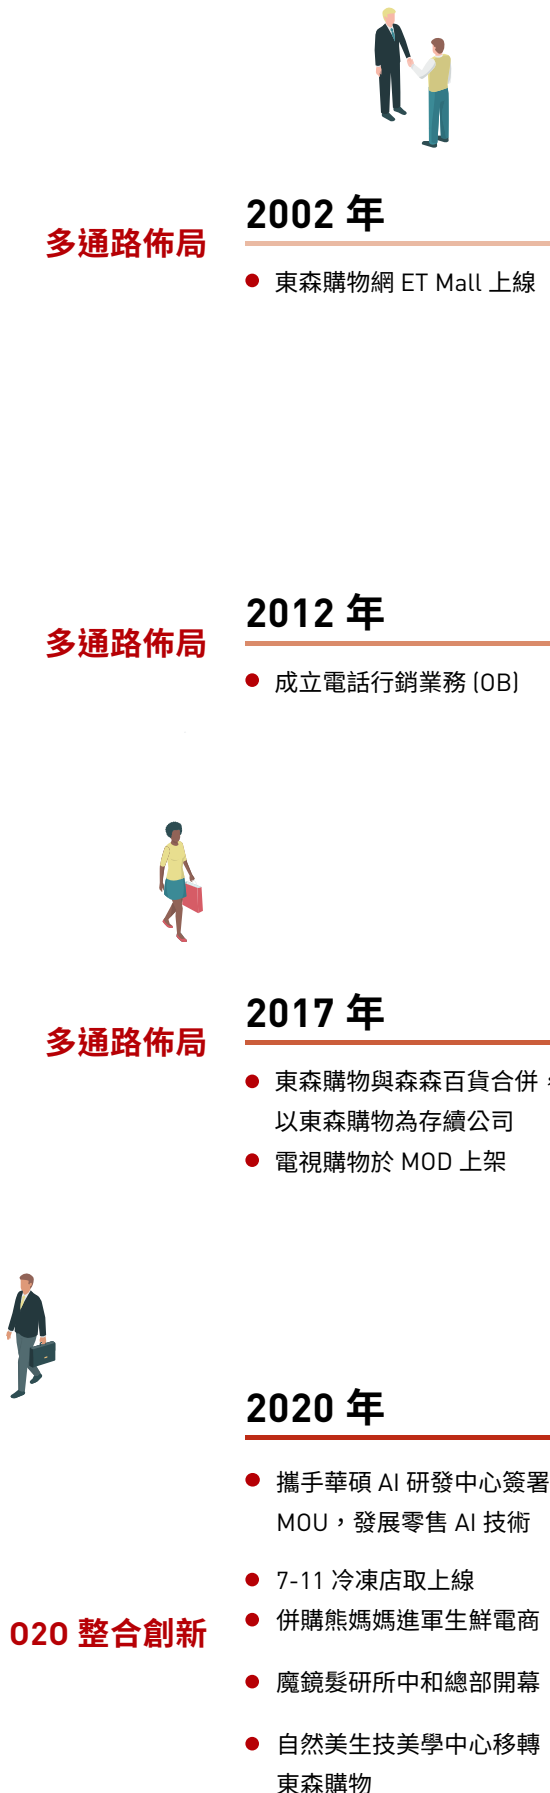 2002 年
多通路佈局
東森購物網 ET Mall 上線
2012 年
多通路佈局
成立電話行銷業務 (OB)
2017 年
多通路佈局
東森購物與森森百貨合併，
以東森購物為存續公司
電視購物於 MOD 上架
2020 年
攜手華碩 AI 研發中心簽署
MOU，發展零售 AI 技術
7-11 冷凍店取上線
O2O 整合創新
併購熊媽媽進軍生鮮電商
魔鏡髮研所中和總部開幕
自然美生技美學中心移轉
東森購物